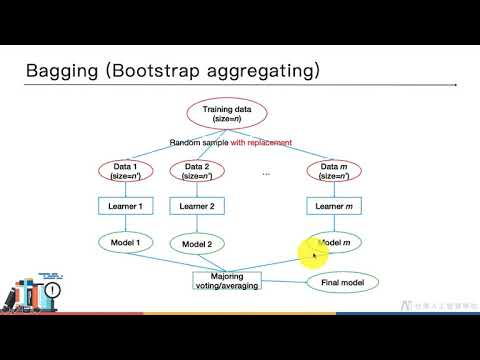 Bagging (Bootstrap aggregating)
Training data
(size=n)
Random sample with replacement
Data 1
(size=n')
Data 2
(size=n')
...
Data m
(size=n')
Learner 1
Learner 2
Learner m
Model 1
Model 2
Model m
Majoring
voting/averaging
Final model